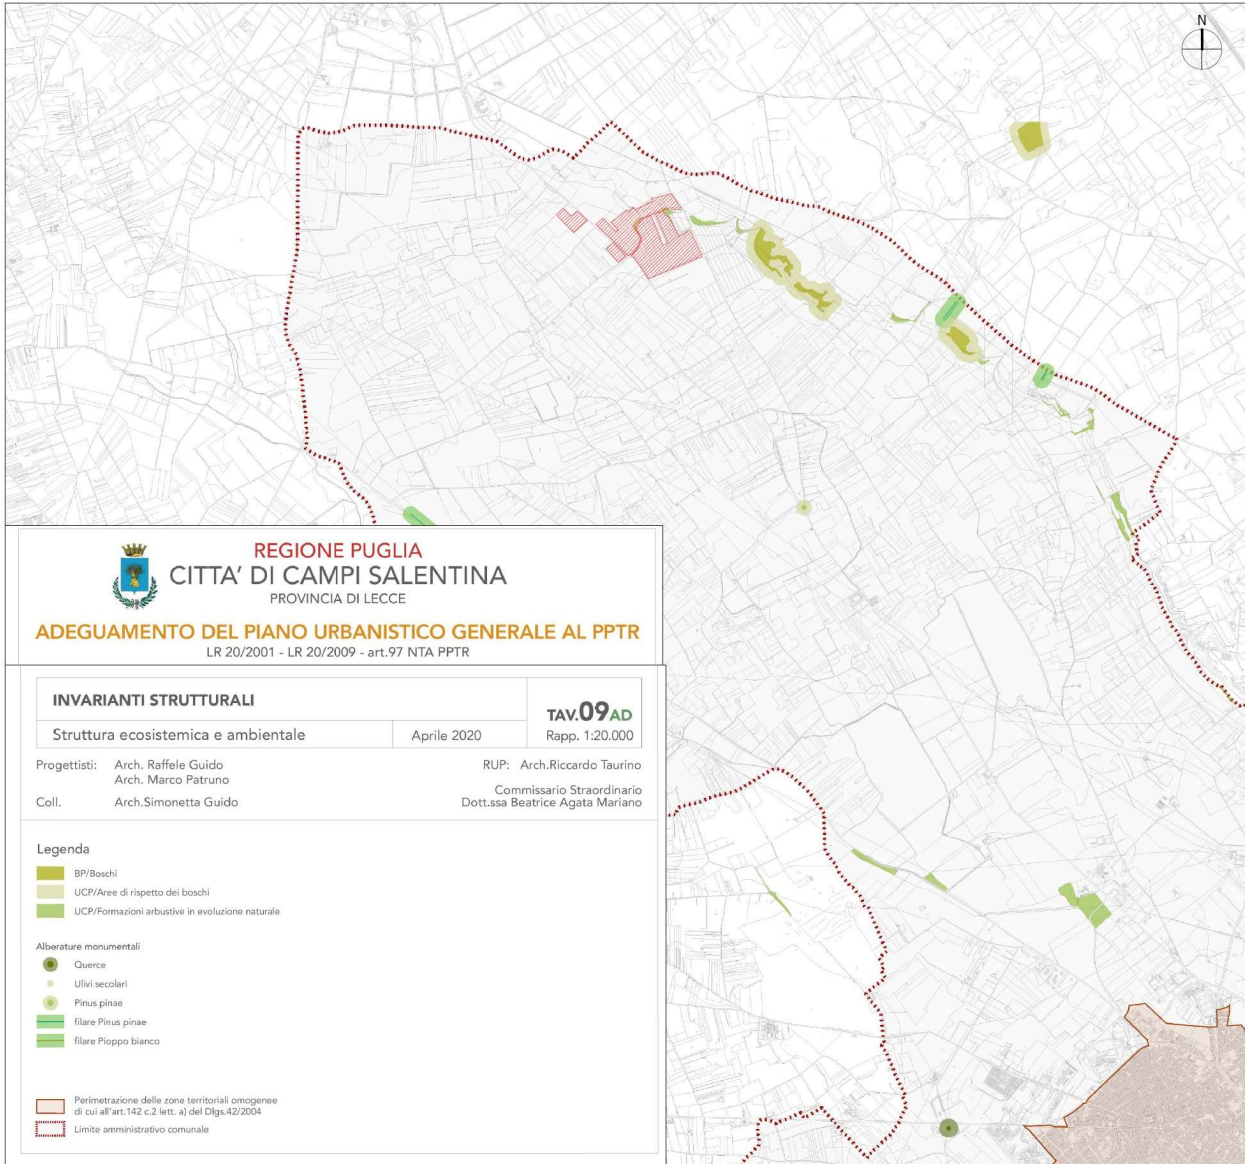 N
REGIONE PUGLIA
CITTA' DI CAMPI SALENTINA
PROVINCIA DI LECCE
ADEGUAMENTO DEL PIANO URBANISTICO GENERALE AL PPTR
LR 20/2001 - LR 20/2009 - art.97 NTA PPTR
INVARIANTI STRUTTURALI
Struttura ecosistemica e ambientale
Aprile 2020
TAV.09AD
Rapp. 1:20.000
Progettisti: Arch. Raffele Guido
Arch. Marco Patruno
Coll. Arch.Simonetta Guido
RUP: Arch.Riccardo Taurino
Commissario Straordinario
Dott.ssa Beatrice Agata Mariano
Legenda
BP/Boschi
UCP/Aree di rispetto dei boschi
UCP/Formazioni arbustive in evoluzione naturale
Alberature monumentali
Querce
Ulivi secolari
Pinus pinae
filare Pinus pinae
filare Pioppo bianco
Perimetrazione delle zone territoriali omogenee
di cui all'art.142 c.2 lett. a) del Dlgs.42/2004
Limite amministrativo comunale